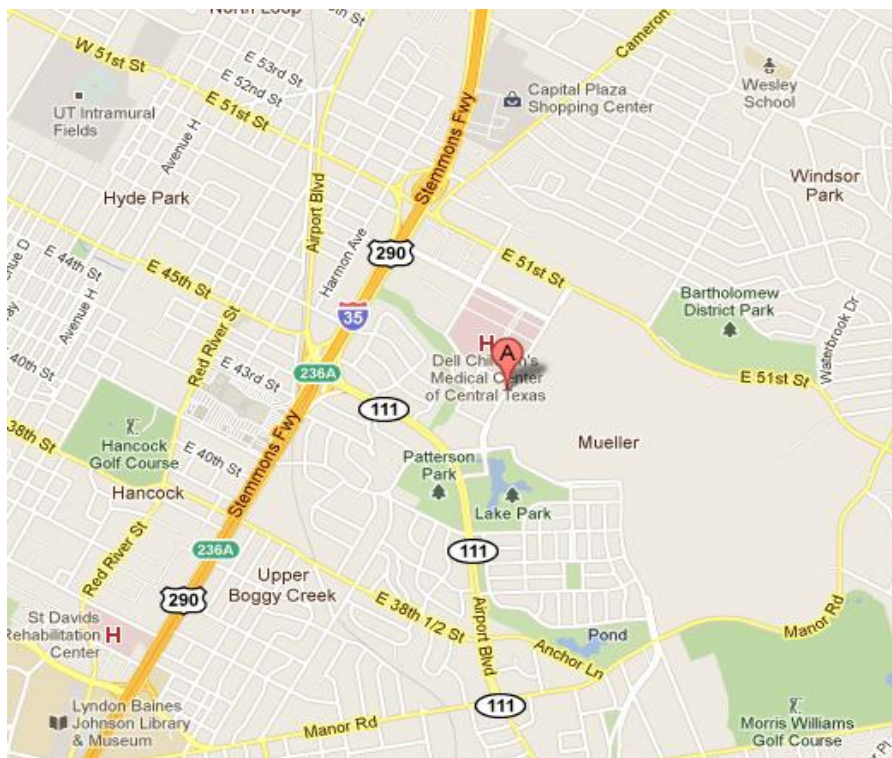 North Loop
W 51st St
E 53rd St
E 52nd St
E 51st St
Cameron
UT Intramural
Fields
Avenue H
Stemmons Fwy
Capital Plaza
Shopping Center
Wesley
School
Hyde Park
Airport Blvd
Windsor
Park
E 44th St
E 45th St
Avenue H
Harmon Ave
290
E 51st St
Bartholomew
District Park
35
Waterbrook Dr
40th St
Red River St
E 43rd St
236A
H
A
Dell Children's
Medical Center
of Central Texas
E 51st St
111
38th St
Hancock
Golf Course
E 40th St
Stemmons Fwy
Mueller
Patterson
Park
Hancock
Lake Park
Red River St
236A
111
Upper
Boggy Creek
290
E 38th 1/2 St
Airport Blvd
St Davids
Rehabilitation
Center
H
Anchor Ln
Pond
Manor Rd
111
Lyndon Baines
Johnson Library
& Museum
Manor Rd
Morris Williams
Golf Course